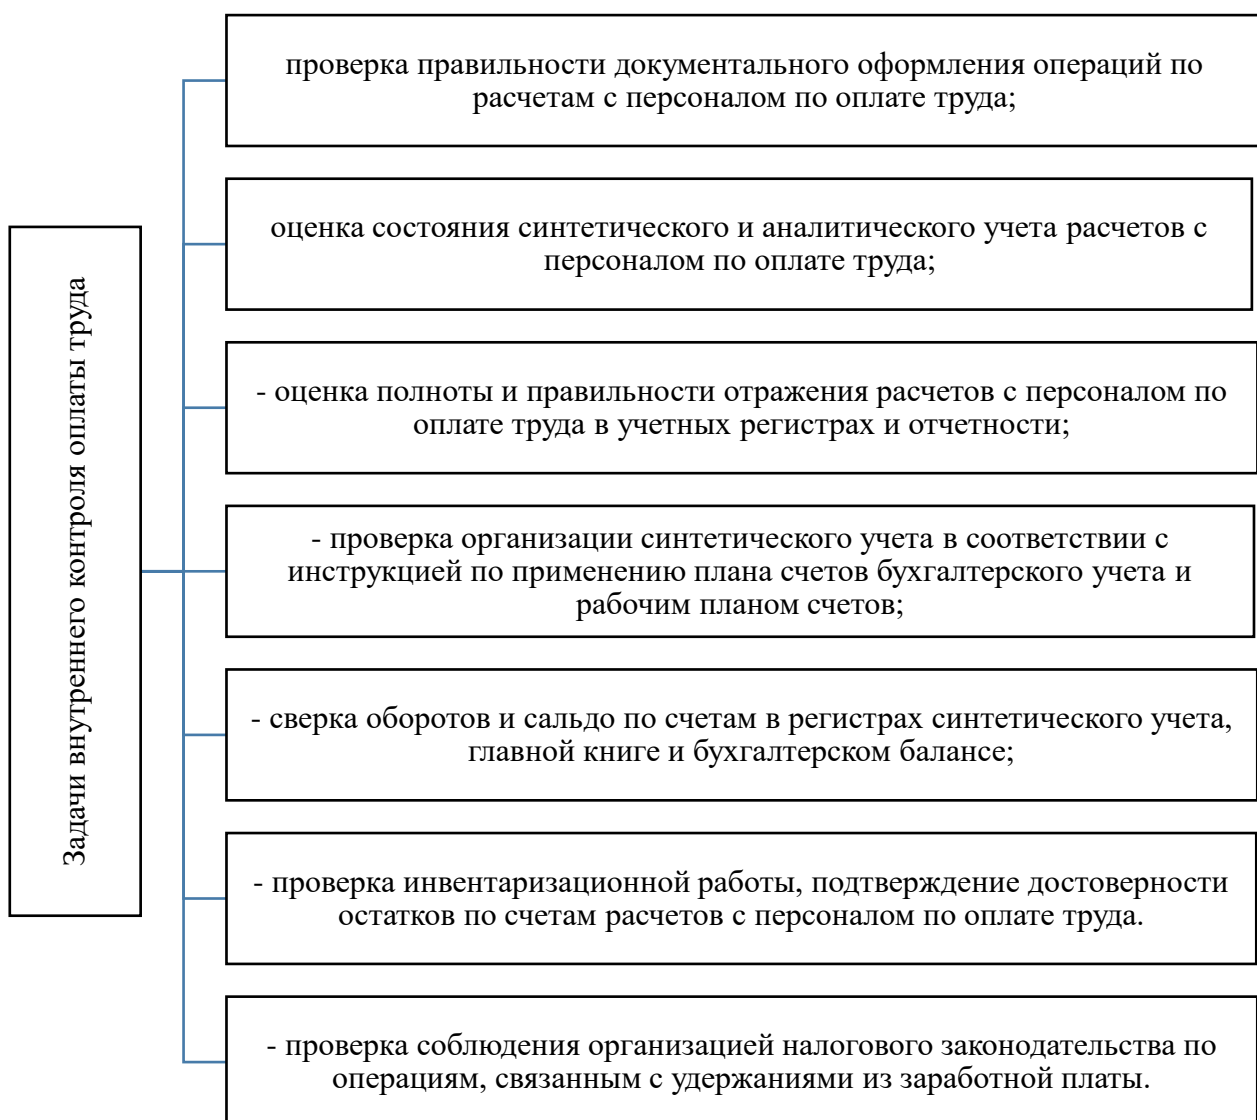 Задачи внутреннего контроля оплаты труда
проверка правильности документального оформления операций по
расчетам с персоналом по оплате труда;
оценка состояния синтетического и аналитического учета расчетов с
персоналом по оплате труда;
- оценка полноты и правильности отражения расчетов с персоналом по
оплате труда в учетных регистрах и отчетности;
- проверка организации синтетического учета в соответствии с
инструкцией по применению плана счетов бухгалтерского учета и
рабочим планом счетов;
- сверка оборотов и сальдо по счетам в регистрах синтетического учета,
главной книге и бухгалтерском балансе;
- проверка инвентаризационной работы, подтверждение достоверности
остатков по счетам расчетов с персоналом по оплате труда.
- проверка соблюдения организацией налогового законодательства по
операциям, связанным с удержаниями из заработной платы.